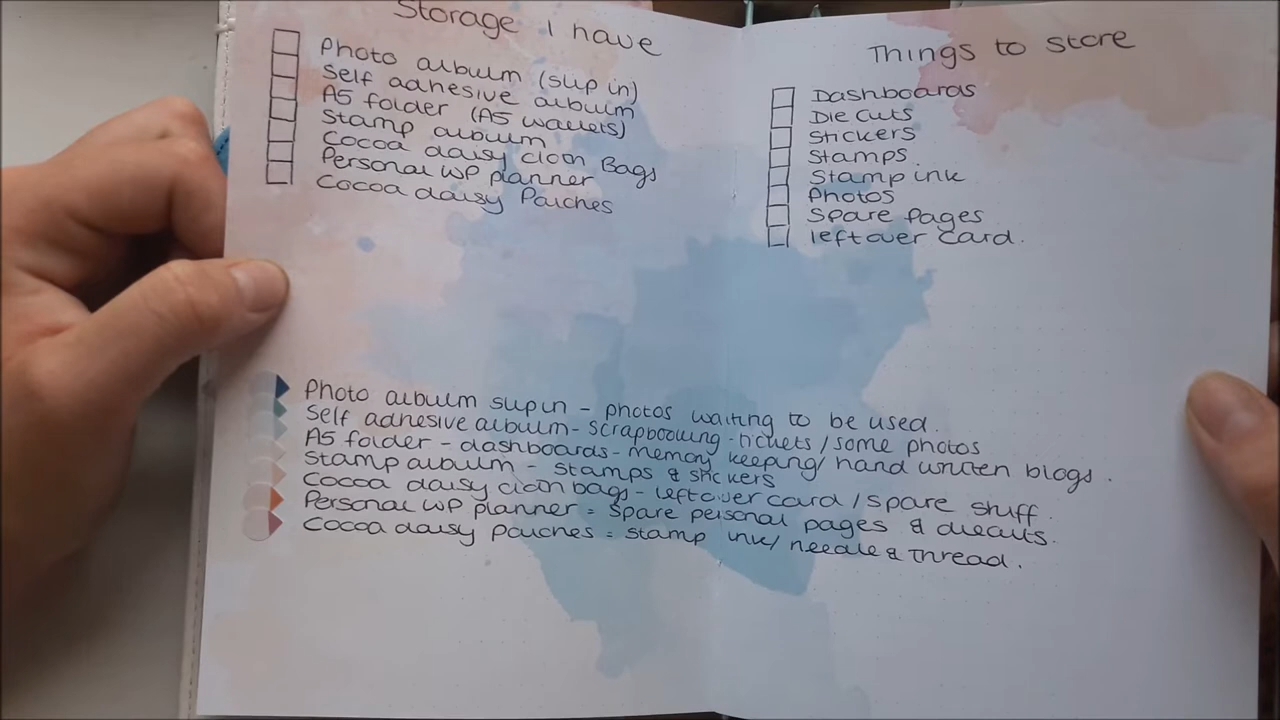 Storage I have
Photo album (slip in)
Self adhesive album
A5 folder (A5 wallets)
Stamp album
Cocoa daisy cloth Bags
Personal WP planner
Cocoa daisy Pouches
Things to store
Dashboards
Die cuts
Stickers
Stamps
Stamp ink
Photos
Spare Pages
leftover card.
Photo album slip in - photos waiting to be used.
Self adhesive album - scrapbooking - tickets / some photos
A5 folder - dashboards - memory keeping / hand written blogs.
Stamp album - stamps & stickers
Cocoa daisy cloth bags - leftover card / spare stuff.
Personal WP planner = spare personal pages & diecuts.
Cocoa daisy pouches = stamp ink / needle & thread.